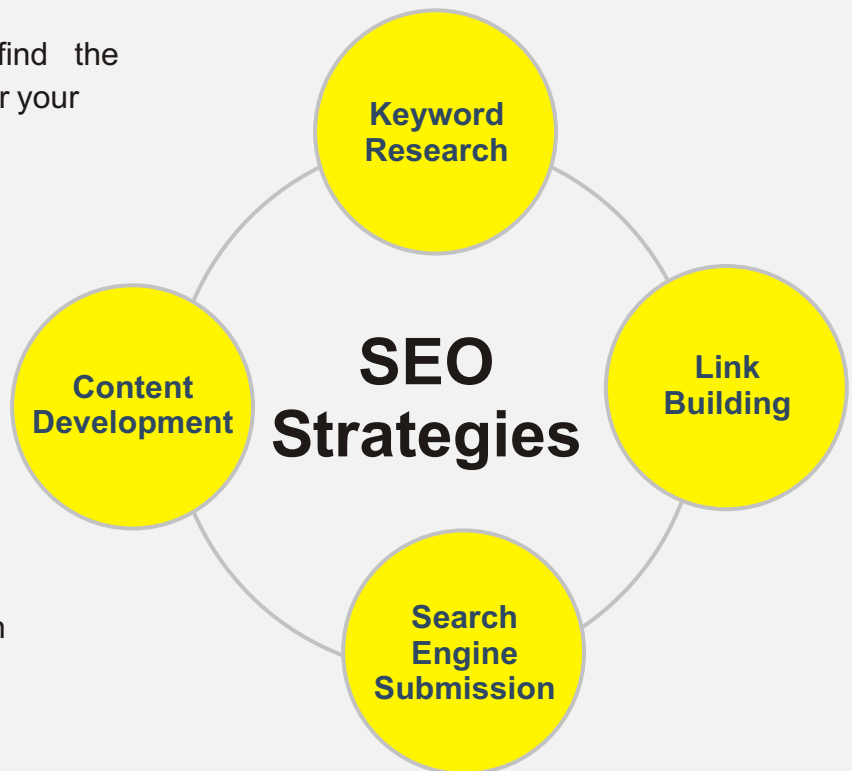 find the
r your
Keyword
Research
Content
Development
SEO
Strategies
Link
Building
Search
Engine
Submission